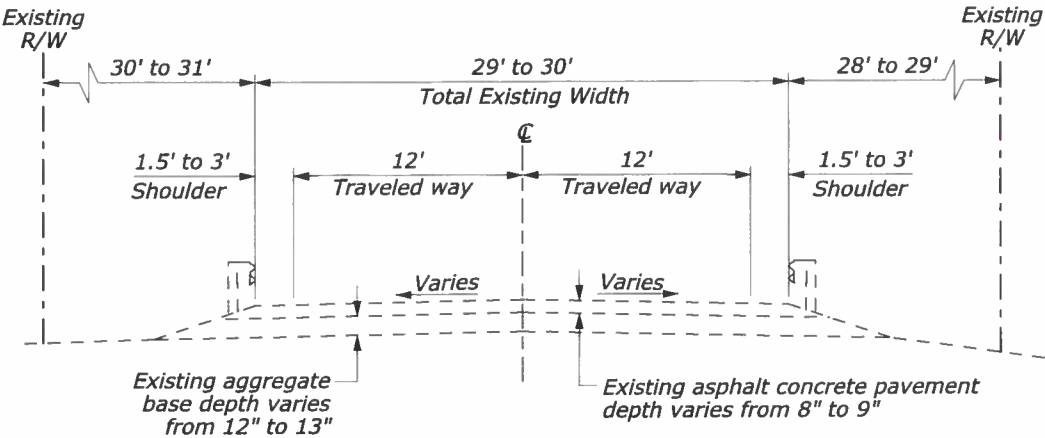 Existing
R/W
Existing
R/W
30' to 31'
29' to 30'
28' to 29'
Total Existing Width
℄
1.5' to 3'
Shoulder
12'
Traveled way
12'
Traveled way
1.5' to 3'
Shoulder
Varies
Varies
Existing aggregate
base depth varies
from 12" to 13"
Existing asphalt concrete pavement
depth varies from 8" to 9"